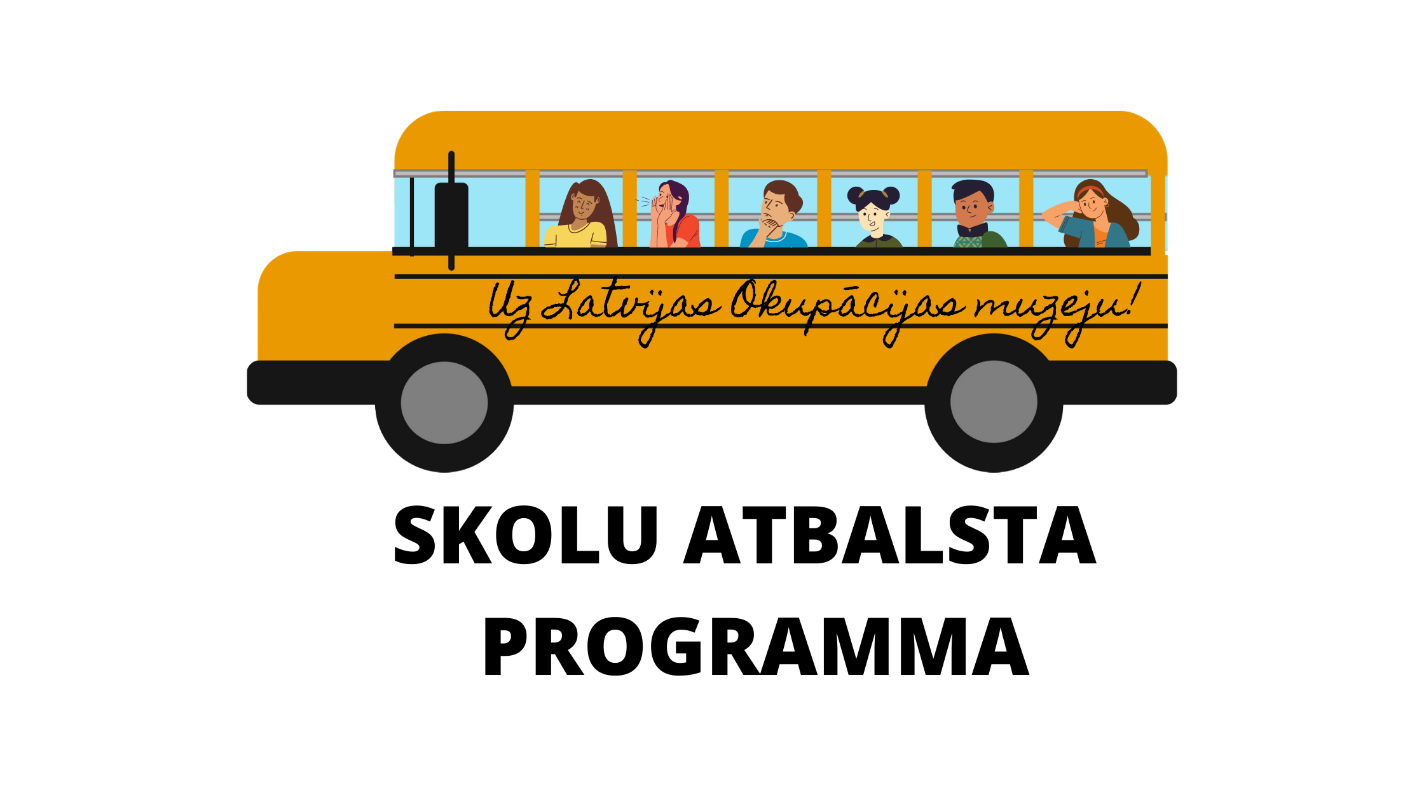 Uz Latvijas Okupācijas muzeju!
SKOLU ATBALSTA
PROGRAMMA